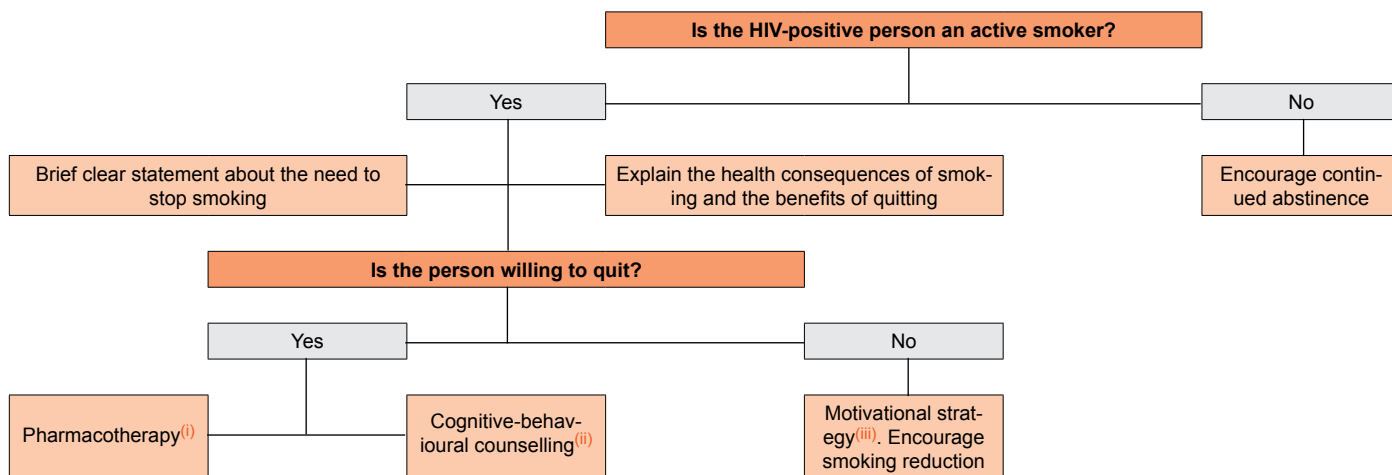 Is the HIV-positive person an active smoker?
Yes
No
Brief clear statement about the need to
stop smoking
Explain the health consequences of smok-
ing and the benefits of quitting
Encourage contin-
ued abstinence
Is the person willing to quit?
Yes
No
Pharmacotherapy(i)
Cognitive-behav-
ioural counselling(ii)
Motivational strat-
egy(iii). Encourage
smoking reduction